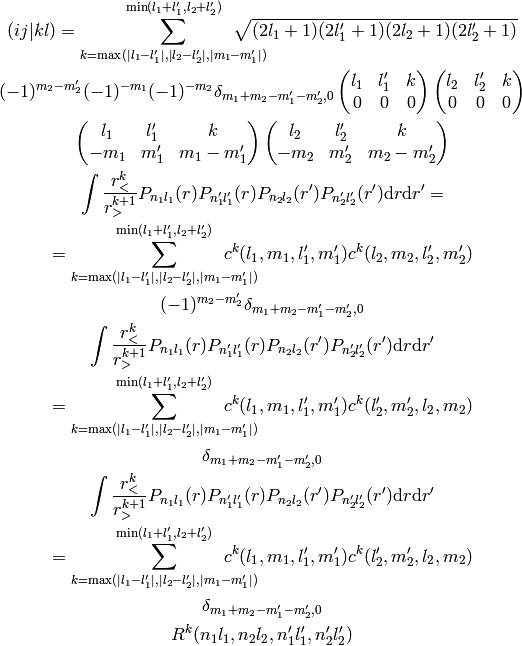 $(ij|kl) = \sum_{k=\max(|l_1-l_1'|,|l_2-l_2'|,|m_1-m_1'|)}^{\min(l_1+l_1',l_2+l_2')} \sqrt{(2l_1+1)(2l_1'+1)(2l_2+1)(2l_2'+1)}$
$(-1)^{m_2-m_2'}(-1)^{-m_1}(-1)^{-m_2}\delta_{m_1+m_2-m_1'-m_2',0} \begin{pmatrix} l_1 & l_1' & k \\ 0 & 0 & 0 \end{pmatrix} \begin{pmatrix} l_2 & l_2' & k \\ 0 & 0 & 0 \end{pmatrix}$
$\begin{pmatrix} l_1 & l_1' & k \\ -m_1 & m_1' & m_1-m_1' \end{pmatrix} \begin{pmatrix} l_2 & l_2' & k \\ -m_2 & m_2' & m_2-m_2' \end{pmatrix}$
$\int \frac{r_<^k}{r_>^{k+1}} P_{n_1l_1}(r)P_{n_1'l_1'}(r)P_{n_2l_2}(r')P_{n_2'l_2'}(r')\mathrm{d}r\mathrm{d}r' =$
$= \sum_{k=\max(|l_1-l_1'|,|l_2-l_2'|,|m_1-m_1'|)}^{\min(l_1+l_1',l_2+l_2')} c^k(l_1,m_1,l_1',m_1')c^k(l_2,m_2,l_2',m_2')$
$(-1)^{m_2-m_2'}\delta_{m_1+m_2-m_1'-m_2',0}$
$\int \frac{r_<^k}{r_>^{k+1}} P_{n_1l_1}(r)P_{n_1'l_1'}(r)P_{n_2l_2}(r')P_{n_2'l_2'}(r')\mathrm{d}r\mathrm{d}r'$
$= \sum_{k=\max(|l_1-l_1'|,|l_2-l_2'|,|m_1-m_1'|)}^{\min(l_1+l_1',l_2+l_2')} c^k(l_1,m_1,l_1',m_1')c^k(l_2',m_2',l_2,m_2)$
$\delta_{m_1+m_2-m_1'-m_2',0}$
$\int \frac{r_<^k}{r_>^{k+1}} P_{n_1l_1}(r)P_{n_1'l_1'}(r)P_{n_2l_2}(r')P_{n_2'l_2'}(r')\mathrm{d}r\mathrm{d}r'$
$= \sum_{k=\max(|l_1-l_1'|,|l_2-l_2'|,|m_1-m_1'|)}^{\min(l_1+l_1',l_2+l_2')} c^k(l_1,m_1,l_1',m_1')c^k(l_2',m_2',l_2,m_2)$
$\delta_{m_1+m_2-m_1'-m_2',0}$
$R^k(n_1l_1,n_2l_2,n_1'l_1',n_2'l_2')$